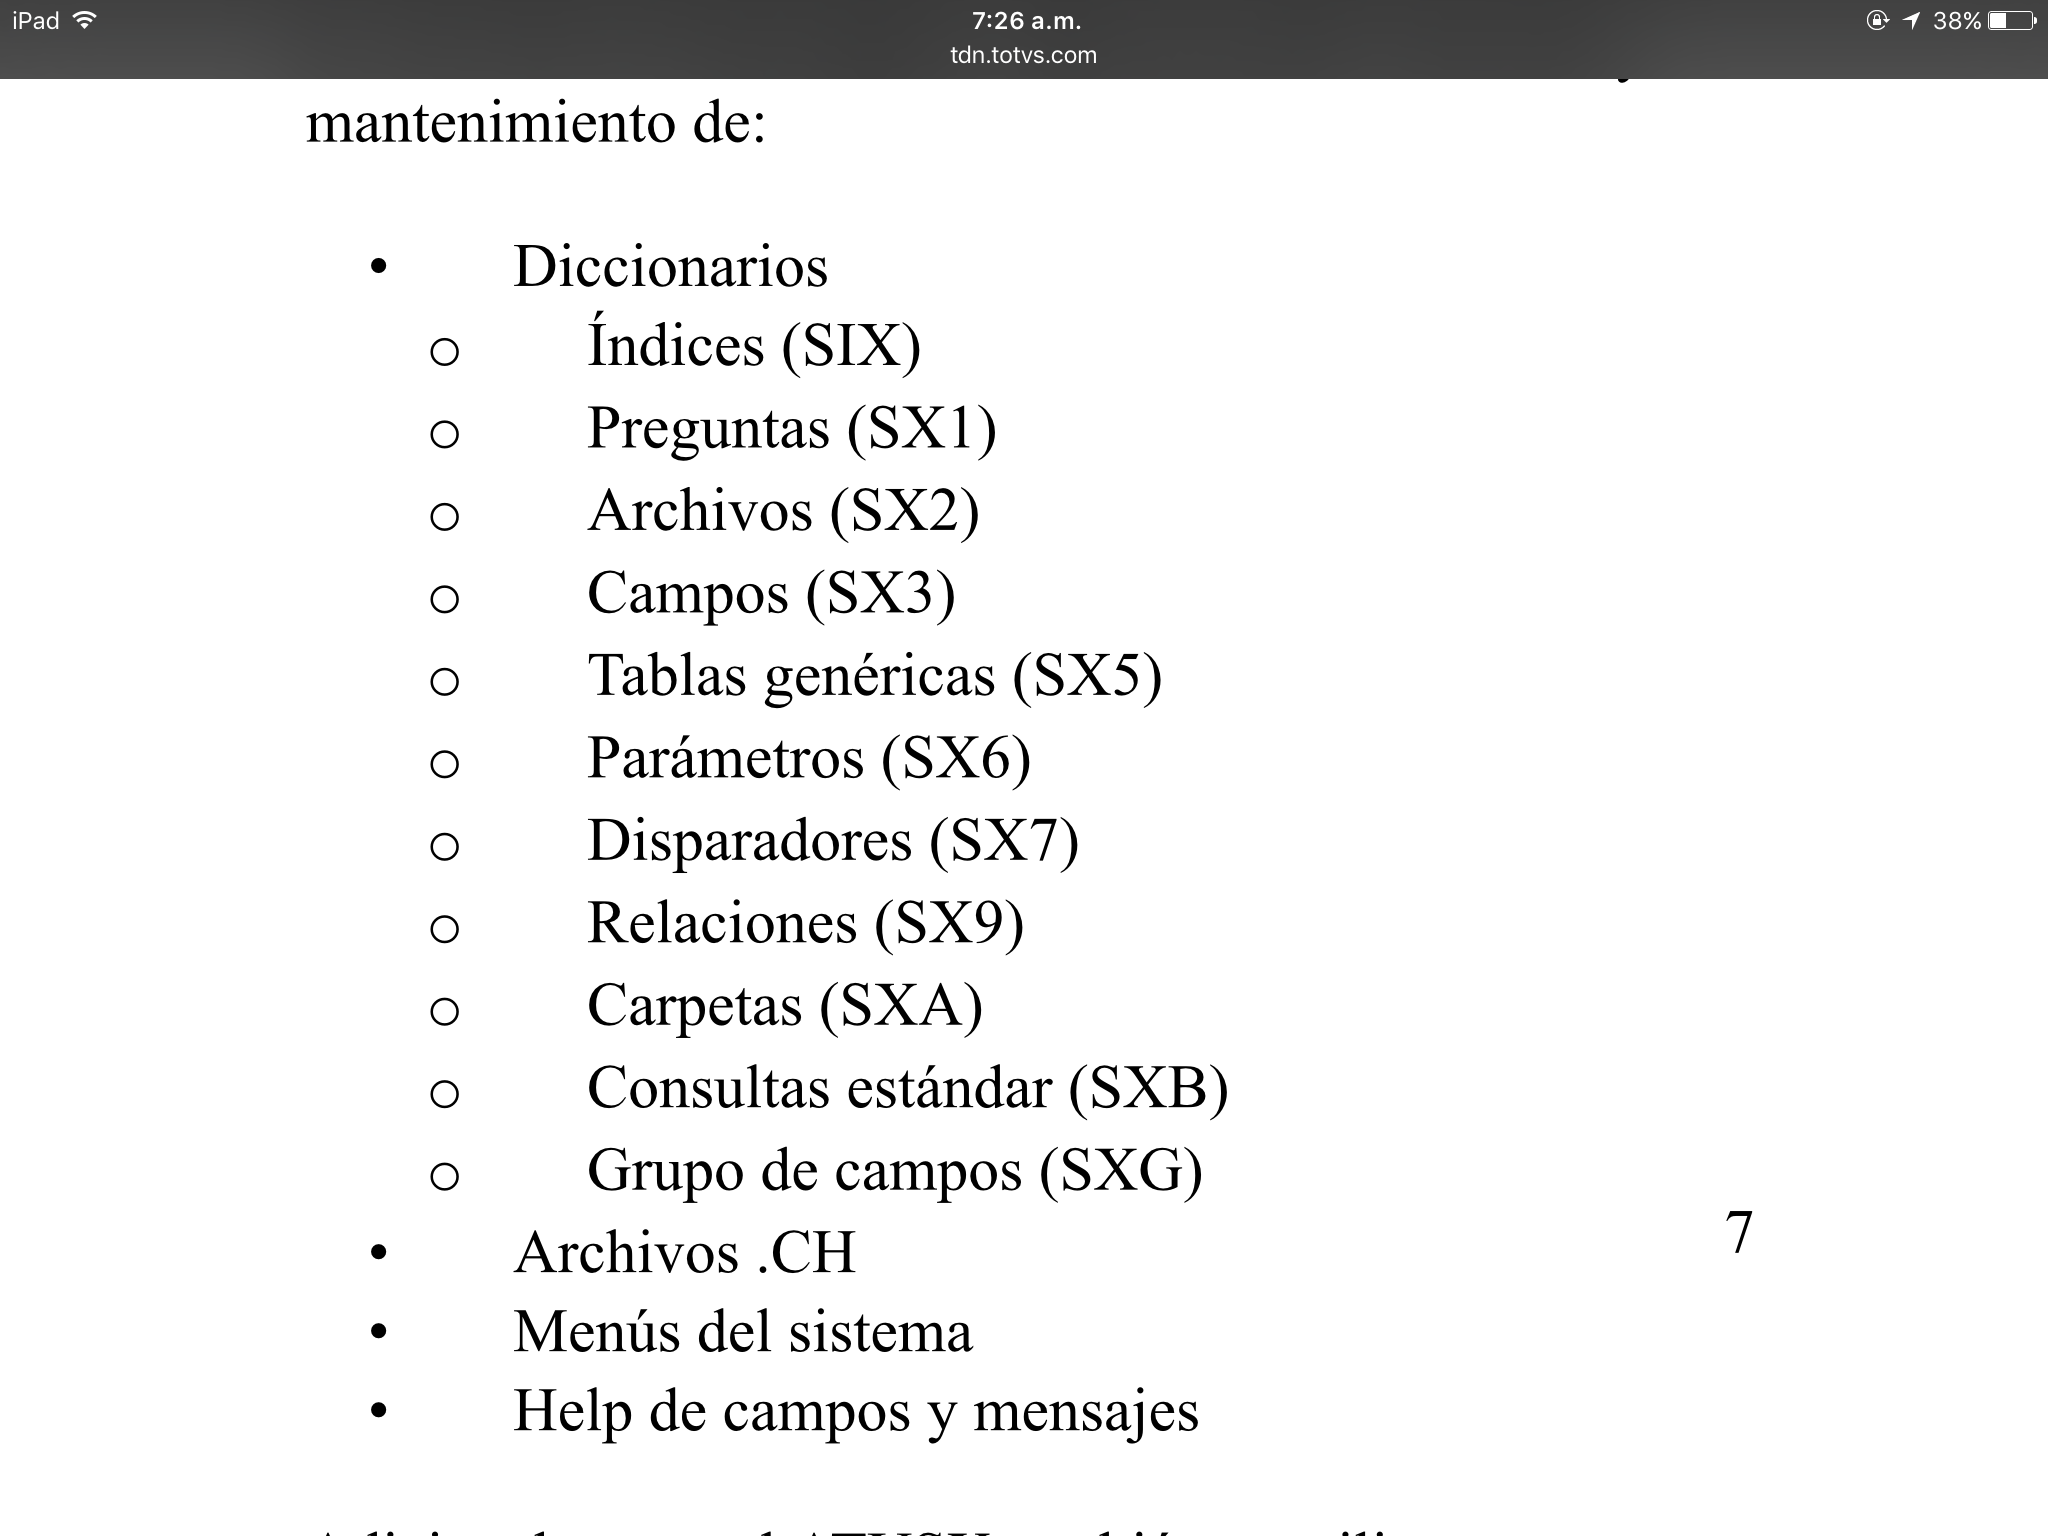 iPad
7:26 a.m.
38%
tdn.totvs.com
mantenimiento de:
• Diccionarios
o Índices (SIX)
o Preguntas (SX1)
o Archivos (SX2)
o Campos (SX3)
o Tablas genéricas (SX5)
o Parámetros (SX6)
o Disparadores (SX7)
o Relaciones (SX9)
o Carpetas (SXA)
o Consultas estándar (SXB)
o Grupo de campos (SXG)
7
• Archivos .CH
• Menús del sistema
• Help de campos y mensajes